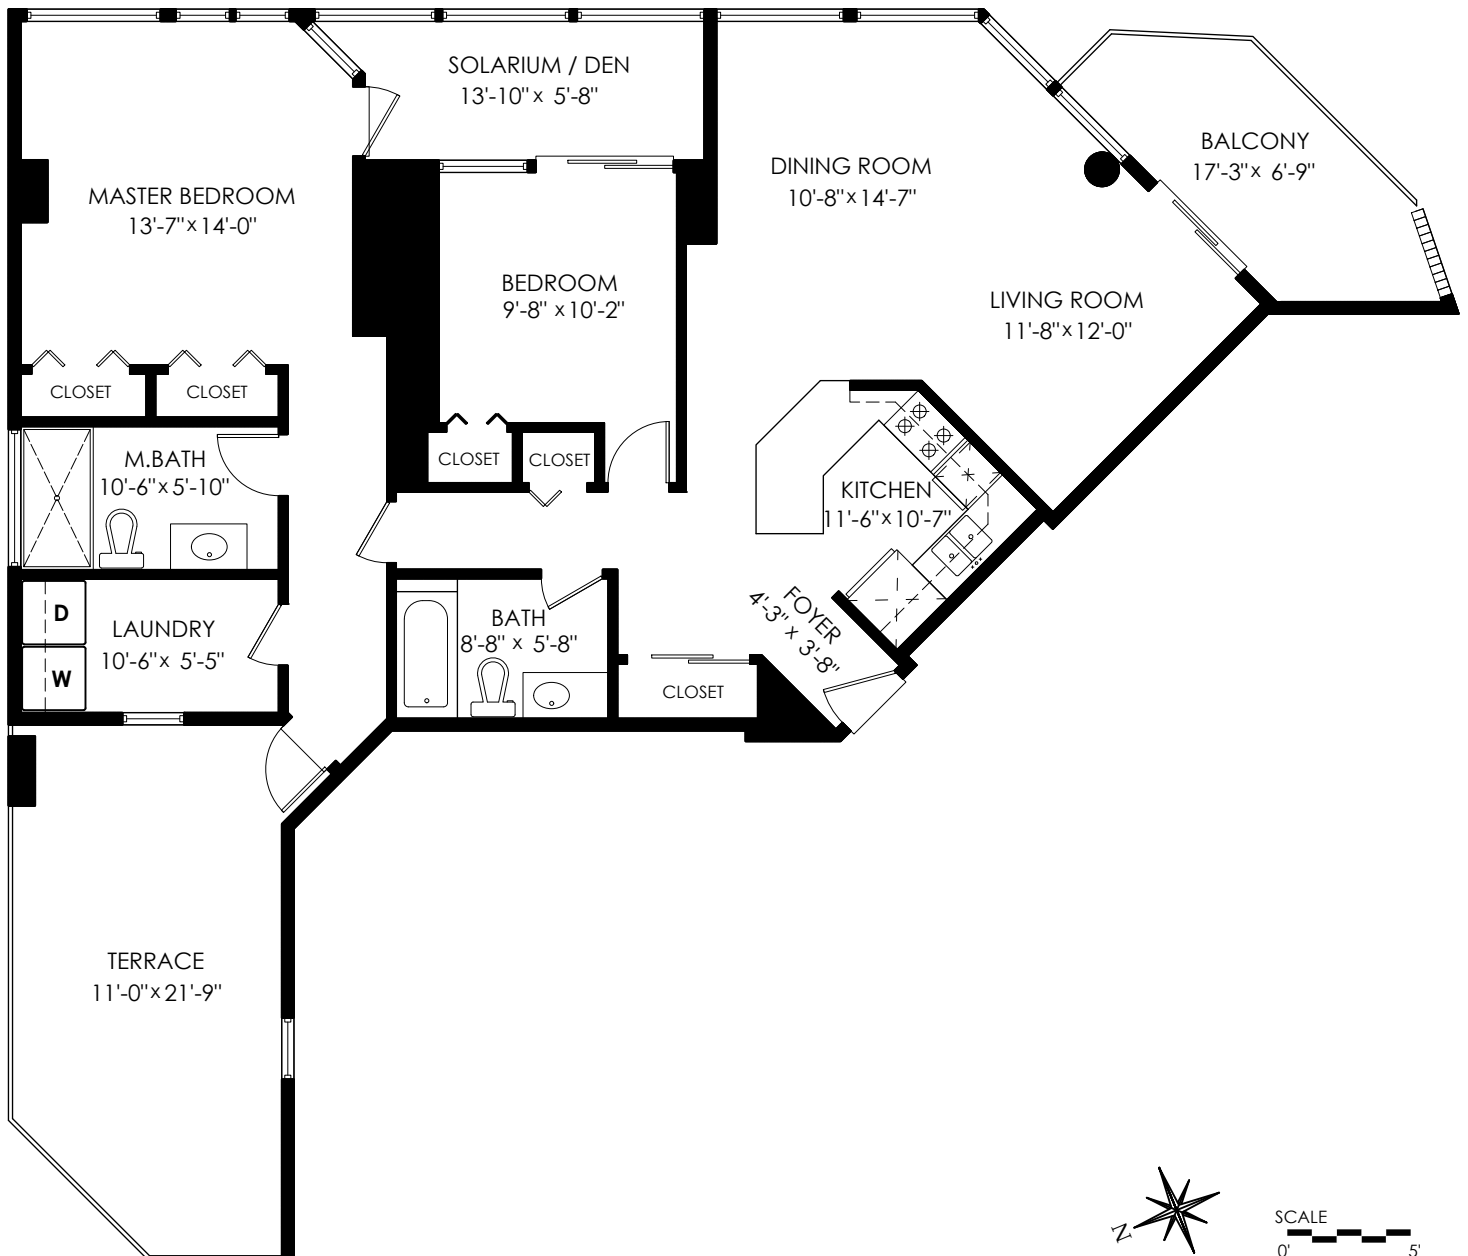 SOLARIUM / DEN
13'-10" x 5'-8"
BALCONY
17'-3" x 6'-9"
DINING ROOM
10'-8" x 14'-7"
MASTER BEDROOM
13'-7" x 14'-0"
BEDROOM
9'-8" x 10'-2"
LIVING ROOM
11'-8" x 12'-0"
CLOSET
CLOSET
M.BATH
10'-6" x 5'-10"
CLOSET
CLOSET
KITCHEN
11'-6" x 10'-7"
D
W
LAUNDRY
10'-6" x 5'-5"
BATH
8'-8" x 5'-8"
FOYER
4'-3" x 3'-8"
CLOSET
TERRACE
11'-0" x 21'-9"
N
SCALE
0' 5'